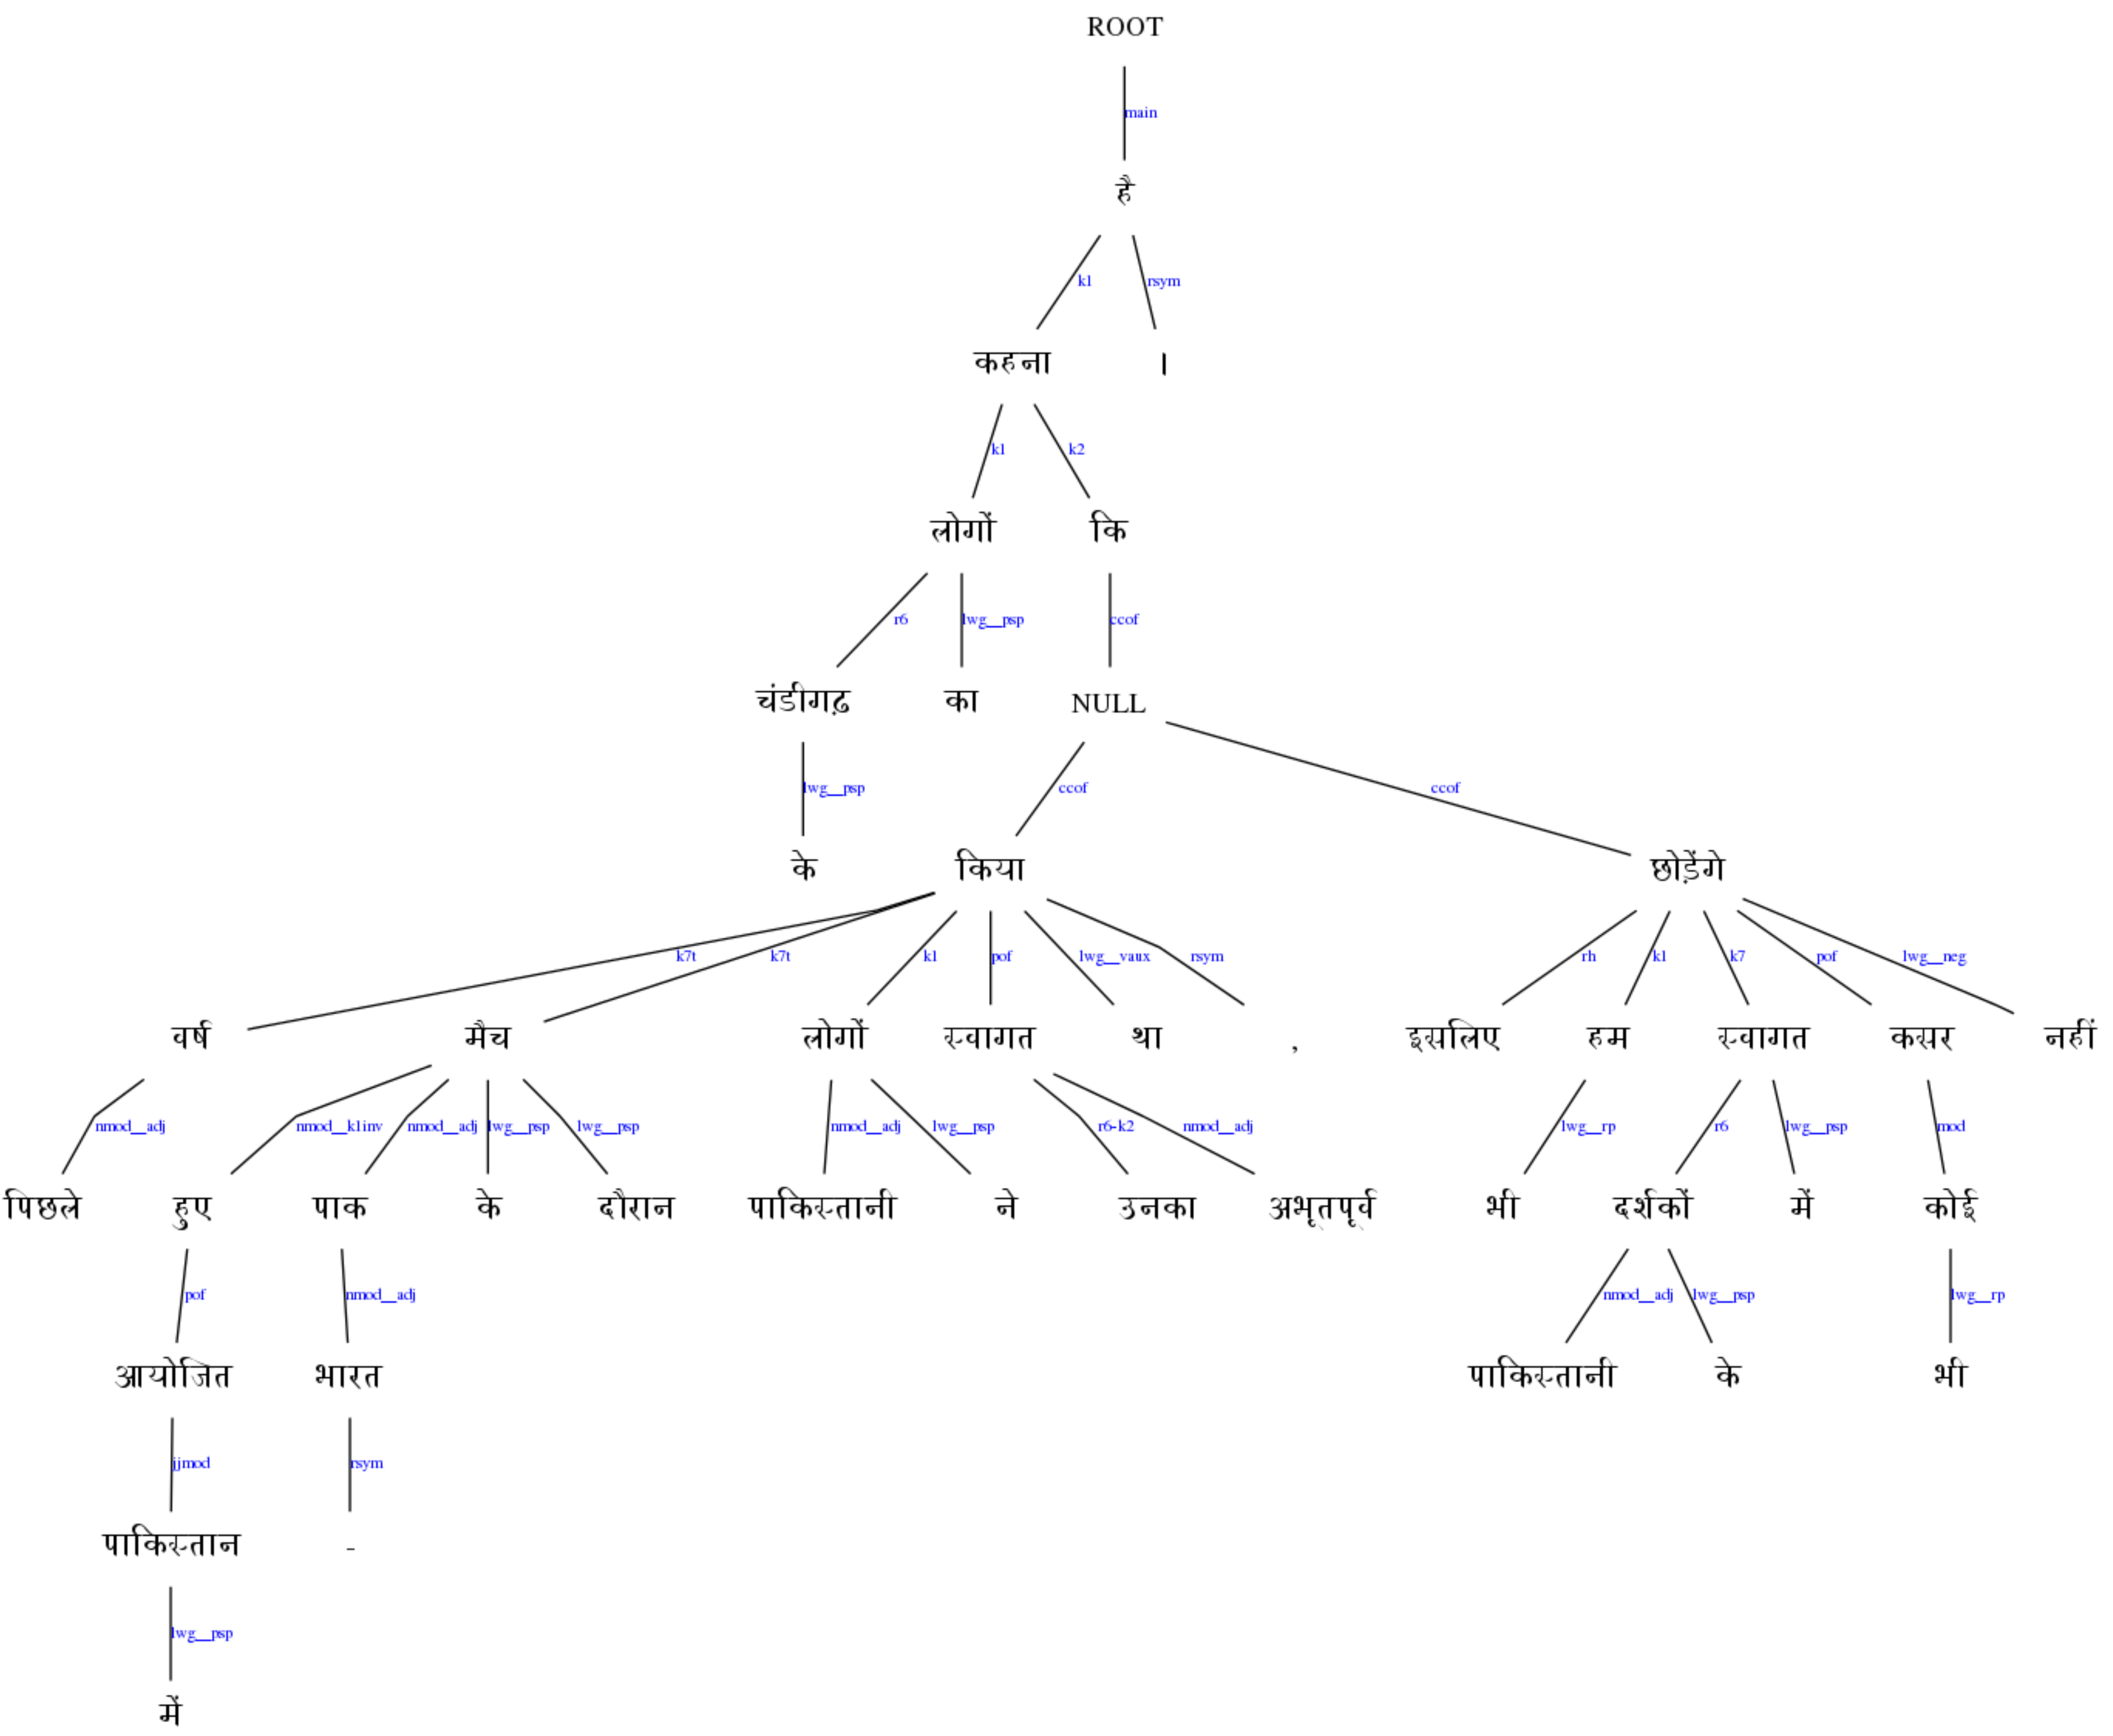 ROOT
main
है
k1 rsym
कहना ।
k1 k2
लोगों कि
r6 lwg__psp ccof
चंडीगढ़ का NULL
lwg__psp ccof ccof
के किया छोड़ेंगे
k7t k7t k1 pof lwg__vaux rsym rh k1 k7 pof lwg__neg
वर्ष मैच लोगों स्वागत था , इसलिए हम स्वागत कसर नहीं
nmod__adj nmod__k1inv nmod__adj lwg__psp lwg__psp nmod__adj lwg__psp r6-k2 nmod__adj lwg__rp r6 lwg__psp mod
पिछले हुए पाक के दौरान पाकिस्तानी ने उनका अभूतपूर्व भी दर्शकों में कोई
pof nmod__adj nmod__adj lwg__psp lwg__rp
आयोजित भारत पाकिस्तानी के भी
jjmod rsym
पाकिस्तान -
lwg__psp
में